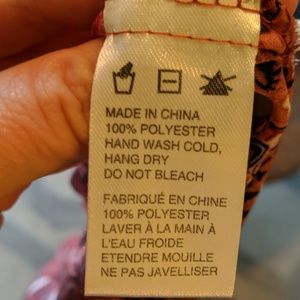 MADE IN CHINA
100% POLYESTER
HAND WASH COLD,
HANG DRY
DO NOT BLEACH
FABRIQUÉ EN CHINE
100% POLYESTER
LAVER À LA MAIN À
L'EAU FROIDE
ETENDRE MOUILLE
NE PAS JAVELLISER